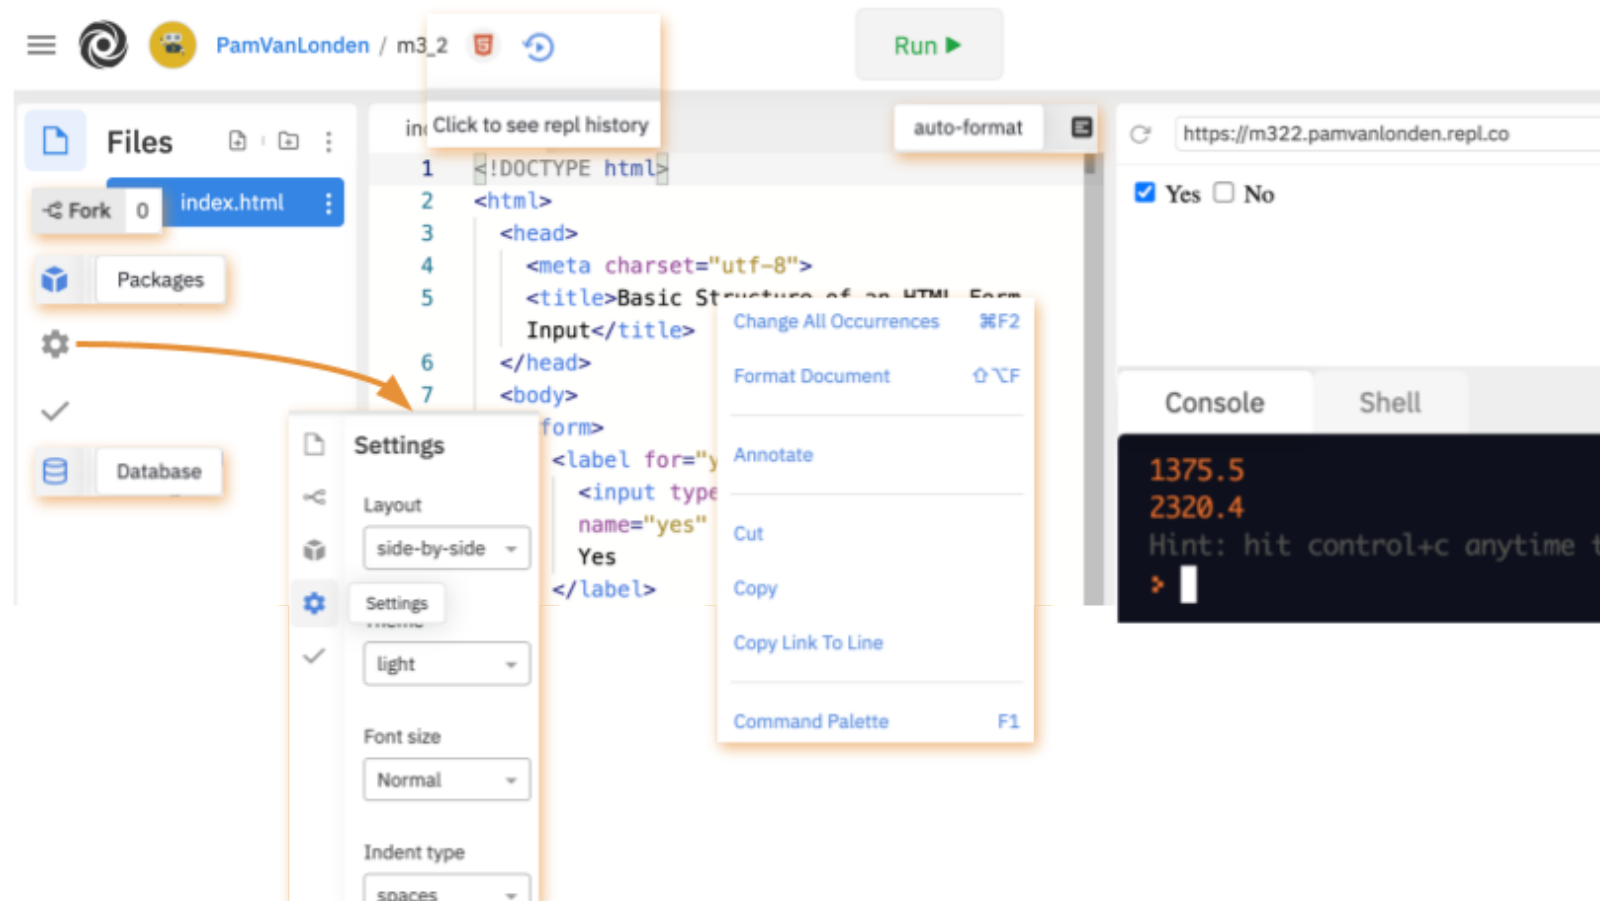 PamVanLonden / m3_2
Run
Click to see repl history
Files
auto-format
https://m322.pamvanlonden.repl.co
Fork 0
index.html
Packages
Database
1 <!DOCTYPE html>
2 <html>
3 <head>
4 <meta charset="utf-8">
5 <title>Basic Structure of an HTML Form
Input</title>
6 </head>
7 <body>
form>
<label for="y
<input type
name="yes"
Yes
</label>
Settings
Layout
side-by-side
Settings
Theme
light
Font size
Normal
Indent type
spaces
Change All Occurrences ⌘F2
Format Document ⇧⌥F
Annotate
Cut
Copy
Copy Link To Line
Command Palette F1
Yes No
Console Shell
1375.5
2320.4
Hint: hit control+c anytime t
>